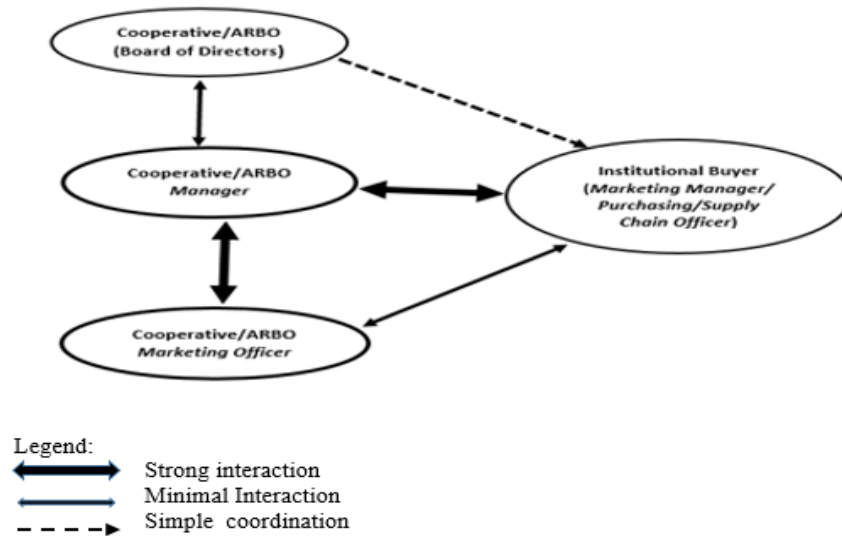 Cooperative/ARBO
(Board of Directors)
Cooperative/ARBO
Manager
Institutional Buyer
(Marketing Manager/
Purchasing/Supply
Chain Officer)
Cooperative/ARBO
Marketing Officer
Legend:
Strong interaction
Minimal Interaction
Simple coordination